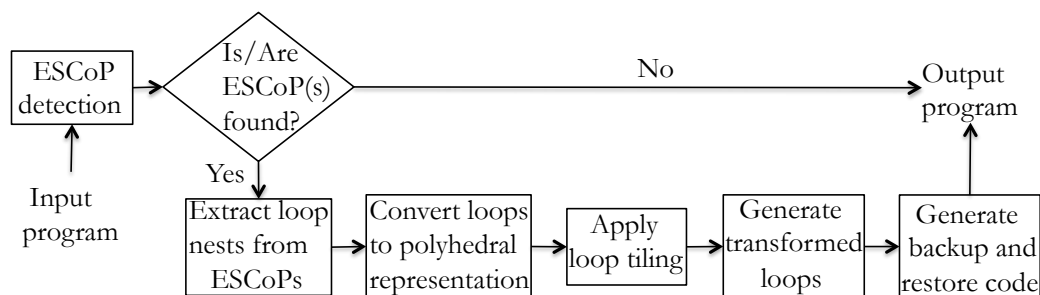 ESCoP
detection
Is/Are
ESCoP(s)
found?
No
Output
program
Yes
Input
program
Extract loop
nests from
ESCoPs
Convert loops
to polyhedral
representation
Apply
loop tiling
Generate
transformed
loops
Generate
backup and
restore code